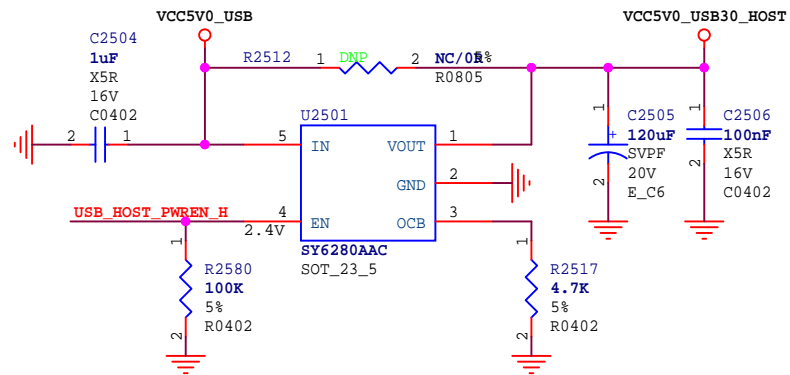 VCC5V0_USB
VCC5V0_USB30_HOST
C2504
1uF
X5R
16V
C0402
2
1
R2512
1
DNP
2
NC/0R
5%
R0805
U2501
5
IN
VOUT
1
GND
2
4
EN
OCB
3
2.4V
SY6280AAC
SOT_23_5
USB_HOST_PWREN_H
1
R2580
100K
5%
R0402
2
1
R2517
4.7K
5%
R0402
2
1
+
C2505
120uF
SVPF
20V
E_C6
2
1
C2506
100nF
X5R
16V
C0402
2